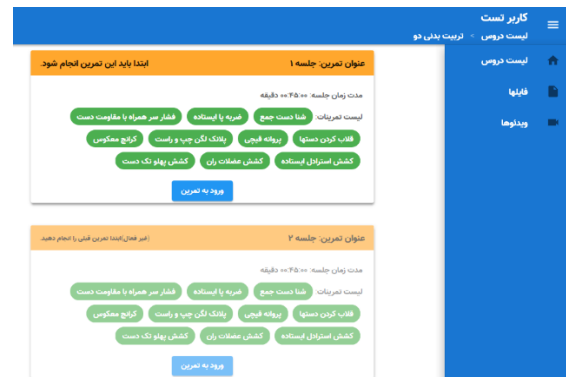 کاربر تست
لیست دروس > تربیت بدنی دو
لیست دروس
فایلها
ویدئوها
عنوان تمرین: جلسه ۱ ابتدا باید این تمرین انجام شود.
مدت زمان جلسه: ۰۰:۴۵:۰۰ دقیقه
لیست تمرینات: شنا دست جمع ضربه پا ایستاده فشار سر همراه با مقاومت دست
قلاب کردن دستها پروانه قیچی پلانک لگن چپ و راست کرانچ معکوس
کشش استرادل ایستاده کشش عضلات ران کشش پهلو تک دست
ورود به تمرین
عنوان تمرین: جلسه ۲ (غیر فعال)ابتدا تمرین قبلی را انجام دهید.
مدت زمان جلسه: ۰۰:۴۵:۰۰ دقیقه
لیست تمرینات: شنا دست جمع ضربه پا ایستاده فشار سر همراه با مقاومت دست
قلاب کردن دستها پروانه قیچی پلانک لگن چپ و راست کرانچ معکوس
کشش استرادل ایستاده کشش عضلات ران کشش پهلو تک دست
ورود به تمرین